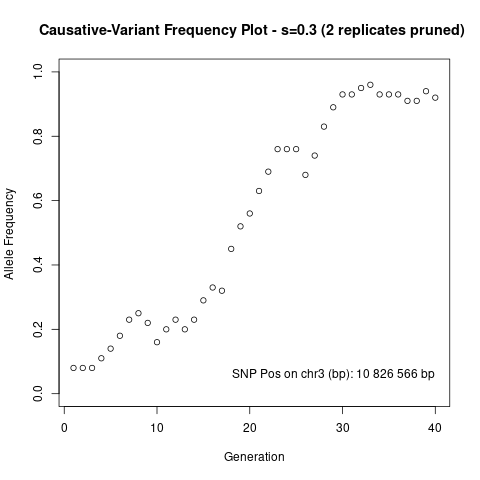 Causative-Variant Frequency Plot - s=0.3 (2 replicates pruned)
1.0
0.8
0.6
0.4
0.2
0.0
Allele Frequency
SNP Pos on chr3 (bp): 10 826 566 bp
0 10 20 30 40
Generation